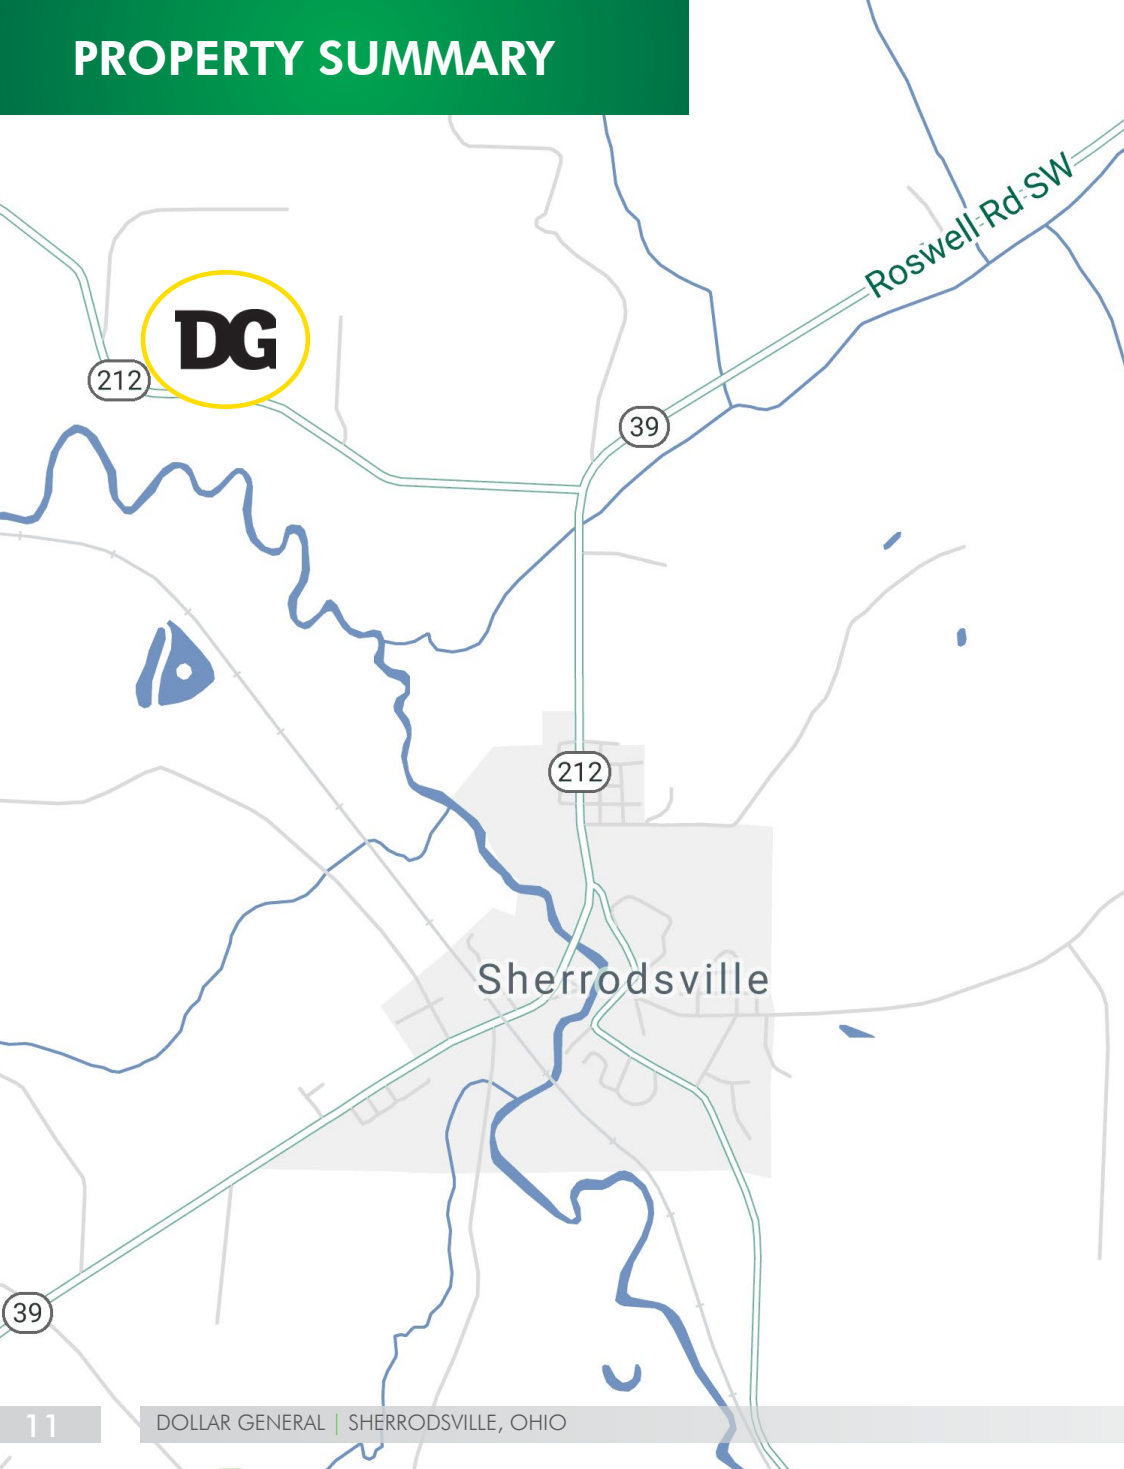 PROPERTY SUMMARY
Roswell Rd SW
DG
212
39
212
Sherrodsville
39
11
DOLLAR GENERAL | SHERRODSVILLE, OHIO